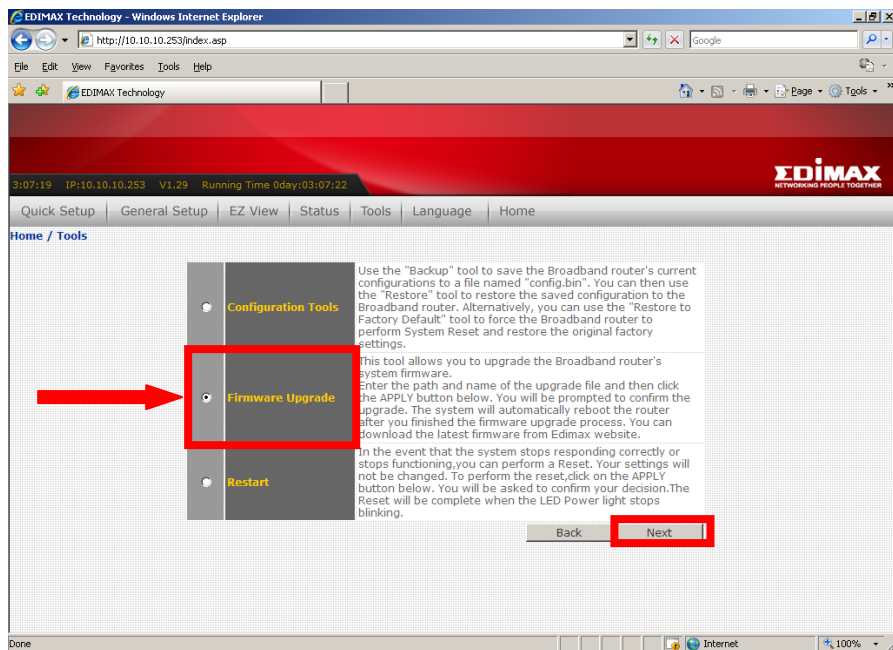 EDIMAX Technology - Windows Internet Explorer
http://10.10.10.253/index.asp
Google
File Edit View Favorites Tools Help
EDIMAX Technology
Page Tools
EDIMAX
NETWORKING PEOPLE TOGETHER
3:07:19 IP:10.10.10.253 V1.29 Running Time 0day:03:07:22
Quick Setup General Setup EZ View Status Tools Language Home
Home / Tools
Configuration Tools
Use the "Backup" tool to save the Broadband router's current
configurations to a file named "config.bin". You can then use
the "Restore" tool to restore the saved configuration to the
Broadband router. Alternatively, you can use the "Restore to
Factory Default" tool to force the Broadband router to
perform System Reset and restore the original factory
settings.
Firmware Upgrade
This tool allows you to upgrade the Broadband router's
system firmware.
Enter the path and name of the upgrade file and then click
the APPLY button below. You will be prompted to confirm the
upgrade. The system will automatically reboot the router
after you finished the firmware upgrade process. You can
download the latest firmware from Edimax website.
Restart
In the event that the system stops responding correctly or
stops functioning,you can perform a Reset. Your settings will
not be changed. To perform the reset,click on the APPLY
button below. You will be asked to confirm your decision.The
Reset will be complete when the LED Power light stops
blinking.
Back Next
Done Internet 100%